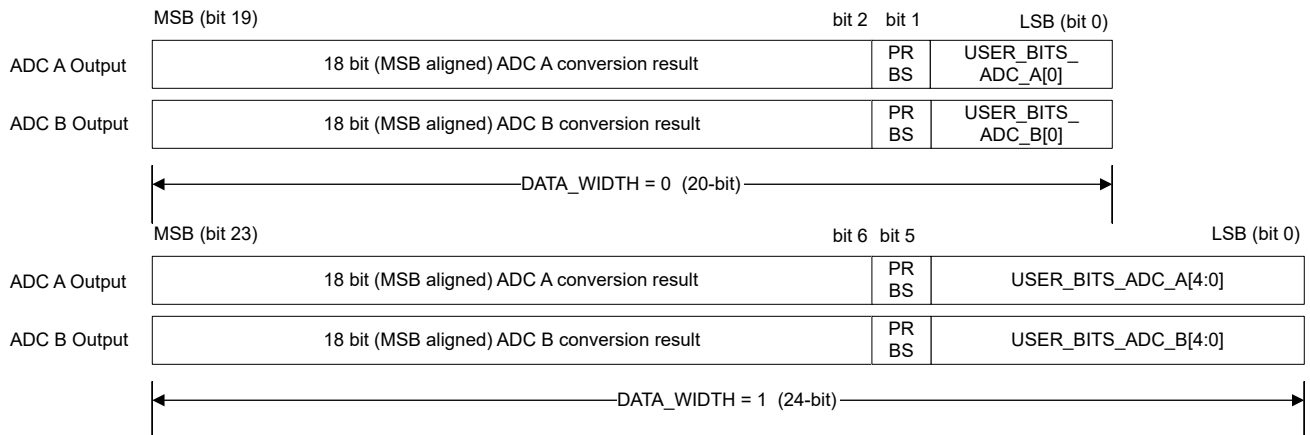 MSB (bit 19) bit 2 bit 1 LSB (bit 0)
ADC A Output 18 bit (MSB aligned) ADC A conversion result PR USER_BITS_
BS ADC_A[0]
ADC B Output 18 bit (MSB aligned) ADC B conversion result PR USER_BITS_
BS ADC_B[0]
DATA_WIDTH = 0 (20-bit)
MSB (bit 23) bit 6 bit 5 LSB (bit 0)
ADC A Output 18 bit (MSB aligned) ADC A conversion result PR USER_BITS_ADC_A[4:0]
BS
ADC B Output 18 bit (MSB aligned) ADC B conversion result PR USER_BITS_ADC_B[4:0]
BS
DATA_WIDTH = 1 (24-bit)